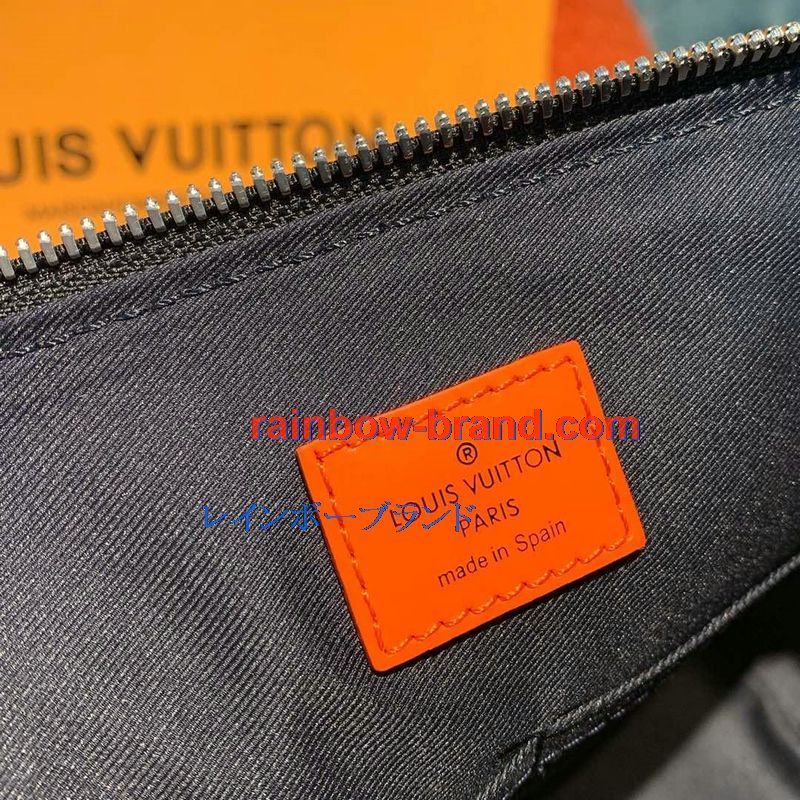 LOUIS VUITTON
rainbow-brand.com
®
LOUIS VUITTON
レインボーブランド
PARIS
made in Spain